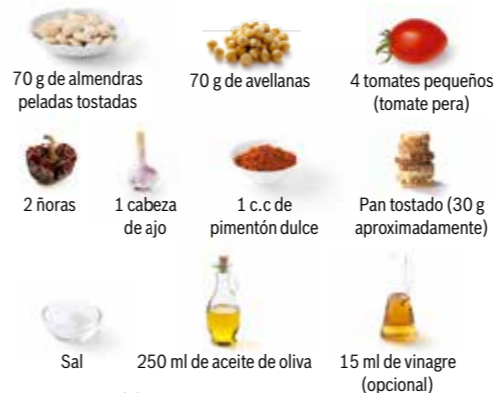 70 g de almendras
peladas tostadas
70 g de avellanas
4 tomates pequeños
(tomate pera)
2 ñoras
1 cabeza
de ajo
1 c.c de
pimentón dulce
Pan tostado (30 g
aproximadamente)
Sal
250 ml de aceite de oliva
15 ml de vinagre
(opcional)